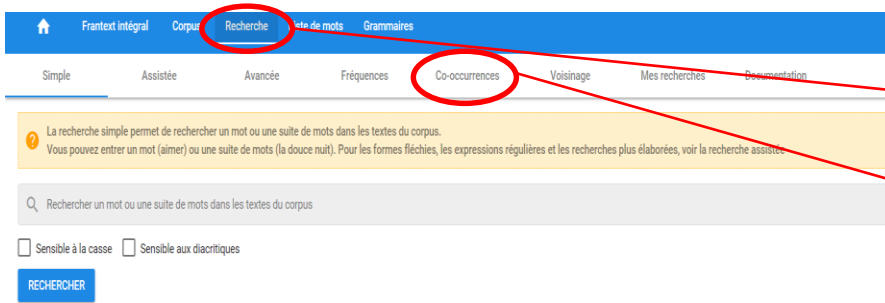 Frantext intégral Corpus Recherche Liste de mots Grammaires
Simple Assistée Avancée Fréquences Co-occurrences Voisinage Mes recherches Documentation
La recherche simple permet de rechercher un mot ou une suite de mots dans les textes du corpus.
Vous pouvez entrer un mot (aimer) ou une suite de mots (la douce nuit). Pour les formes fléchies, les expressions régulières et les recherches plus élaborées, voir la recherche assistée
Rechercher un mot ou une suite de mots dans les textes du corpus
Sensible à la casse Sensible aux diacritiques
RECHERCHER